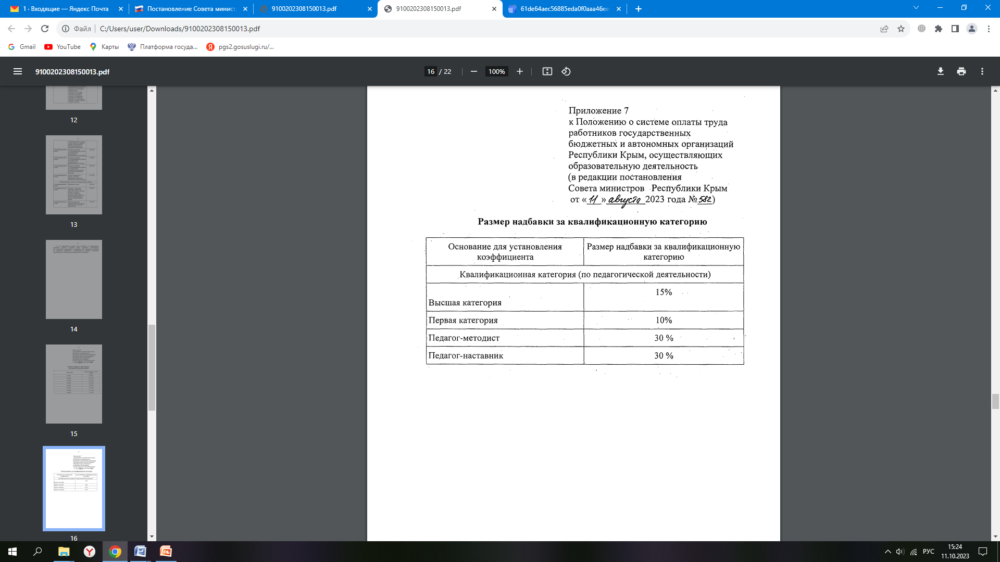 1 · Входящие — Яндекс Почта
Постановление Совета минист
9100202308150013.pdf
9100202308150013.pdf
61de64aec56885eda0f0aaa46ee
Файл
C:/Users/user/Downloads/9100202308150013.pdf
Gmail
YouTube
Карты
Платформа госуда...
pgs2.gosuslugi.ru/...
9100202308150013.pdf
16 / 22
100%
12
13
14
15
16
Приложение 7
к Положению о системе оплаты труда
работников государственных
бюджетных и автономных организаций
Республики Крым, осуществляющих
образовательную деятельность
(в редакции постановления
Совета министров Республики Крым
от «11» августа 2023 года №582)
Размер надбавки за квалификационную категорию
Основание для установления
коэффициента
Размер надбавки за квалификационную
категорию
Квалификационная категория (по педагогической деятельности)
Высшая категория
15%
Первая категория
10%
Педагог-методист
30 %
Педагог-наставник
30 %
РУС
15:24
11.10.2023